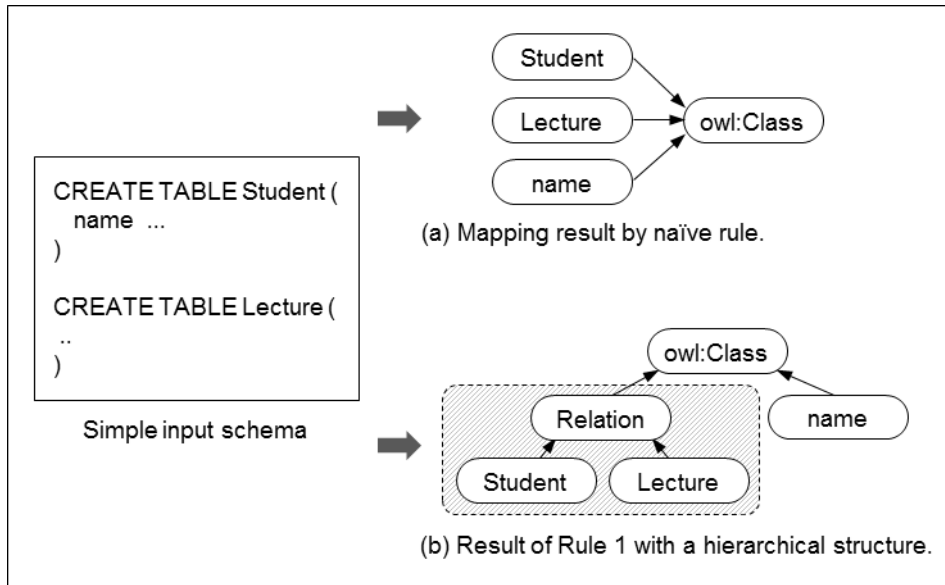 CREATE TABLE Student (
name ...
)
CREATE TABLE Lecture (
..
)
Simple input schema
Student
Lecture
name
owl:Class
(a) Mapping result by naïve rule.
owl:Class
Relation
name
Student
Lecture
(b) Result of Rule 1 with a hierarchical structure.